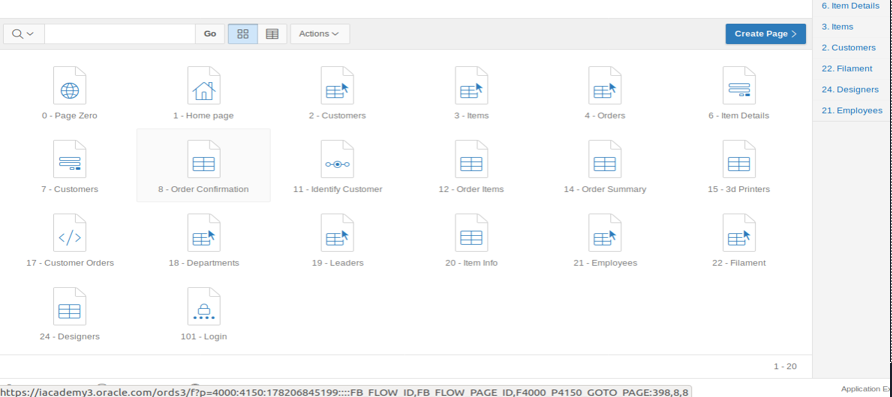 6. Item Details
Go
Actions
Create Page
3. Items
2. Customers
22. Filament
24. Designers
21. Employees
0 - Page Zero
1 - Home page
2 - Customers
3 - Items
4 - Orders
6 - Item Details
7 - Customers
8 - Order Confirmation
11 - Identify Customer
12 - Order Items
14 - Order Summary
15 - 3d Printers
17 - Customer Orders
18 - Departments
19 - Leaders
20 - Item Info
21 - Employees
22 - Filament
24 - Designers
101 - Login
1 - 20
Application
https://iacademy3.oracle.com/ords3/f?p=4000:4150:178206845199::::FB_FLOW_ID,FB_FLOW_PAGE_ID,F4000_P4150_GOTO_PAGE:398,8,8